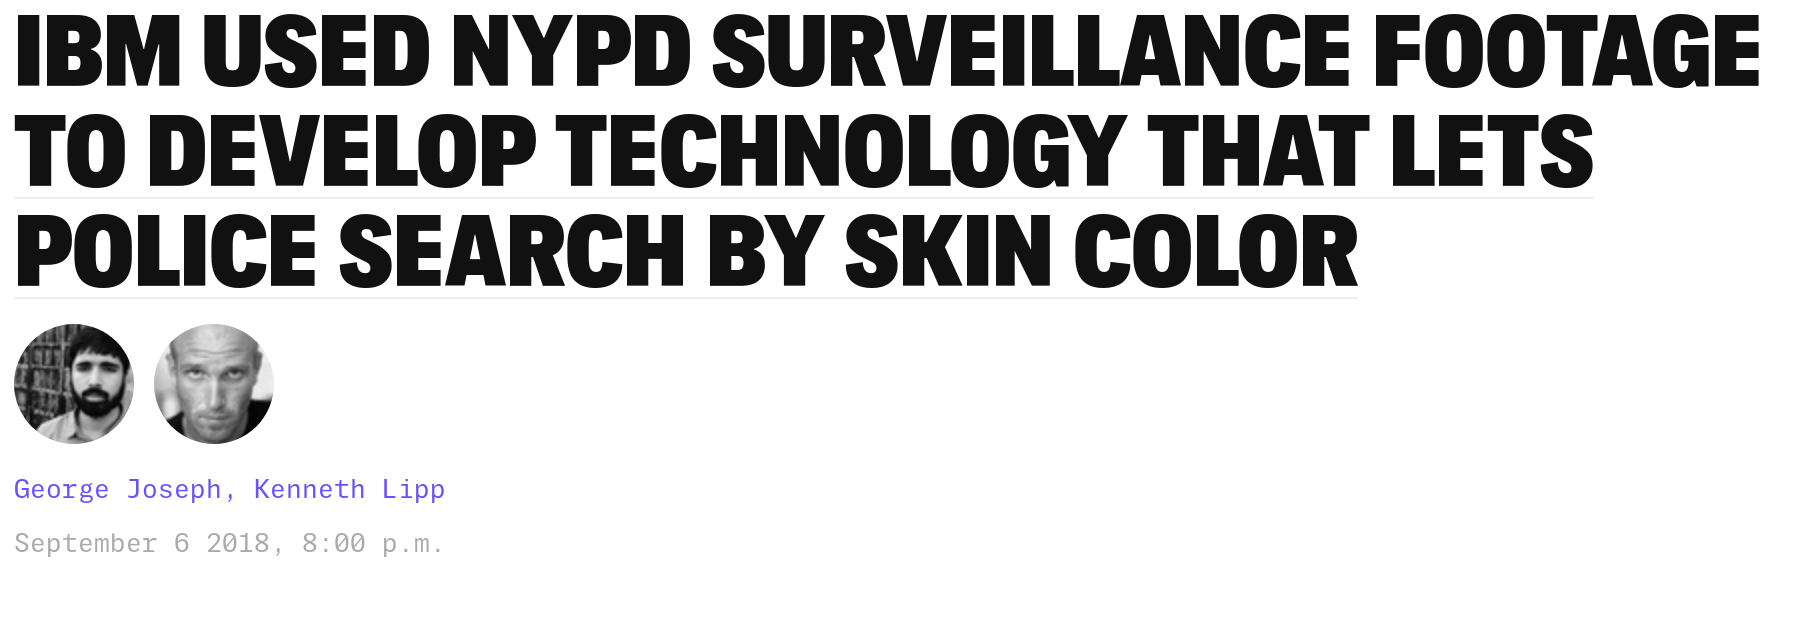 IBM USED NYPD SURVEILLANCE FOOTAGE
TO DEVELOP TECHNOLOGY THAT LETS
POLICE SEARCH BY SKIN COLOR
George Joseph, Kenneth Lipp
September 6 2018, 8:00 p.m.